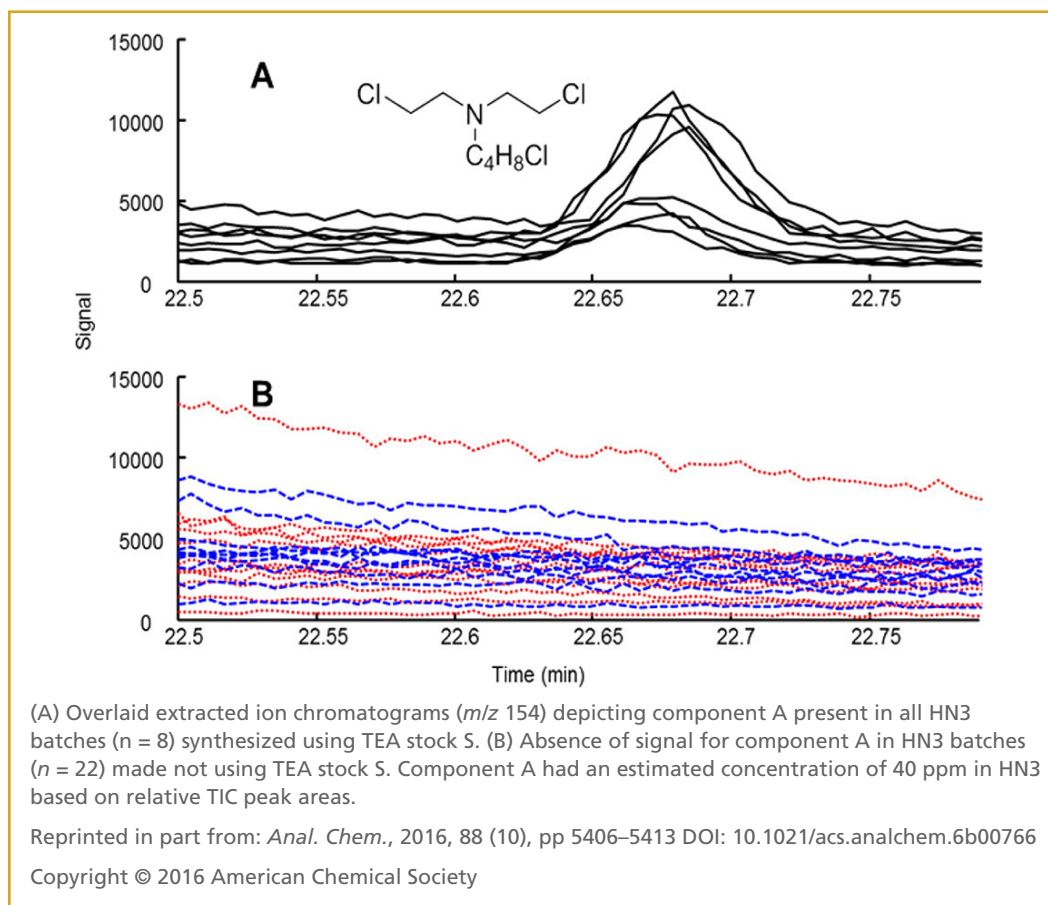 15000
A
Cl
Cl
N
C₄H₈Cl
10000
5000
0
22.5 22.55 22.6 22.65 22.7 22.75
Signal
15000
B
10000
5000
0
22.5 22.55 22.6 22.65 22.7 22.75
Time (min)
(A) Overlaid extracted ion chromatograms (m/z 154) depicting component A present in all HN3
batches (n = 8) synthesized using TEA stock S. (B) Absence of signal for component A in HN3 batches
(n = 22) made not using TEA stock S. Component A had an estimated concentration of 40 ppm in HN3
based on relative TIC peak areas.
Reprinted in part from: Anal. Chem., 2016, 88 (10), pp 5406–5413 DOI: 10.1021/acs.analchem.6b00766
Copyright © 2016 American Chemical Society